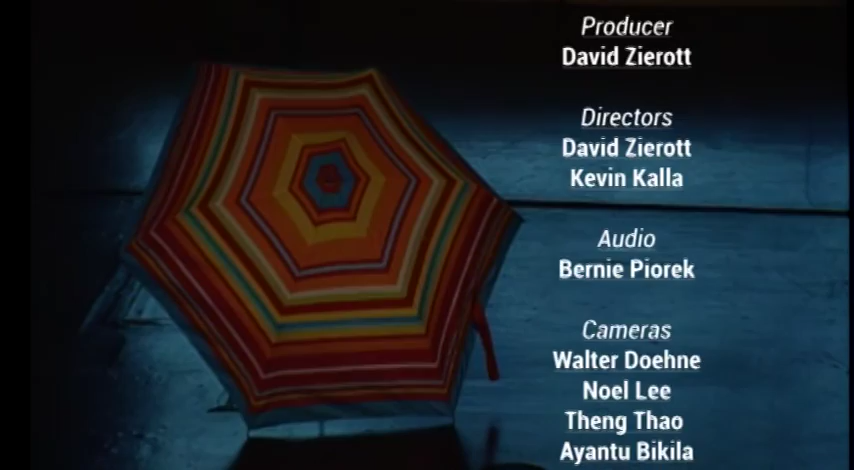 Producer
David Zierott
Directors
David Zierott
Kevin Kalla
Audio
Bernie Piorek
Cameras
Walter Doehne
Noel Lee
Theng Thao
Ayantu Bikila